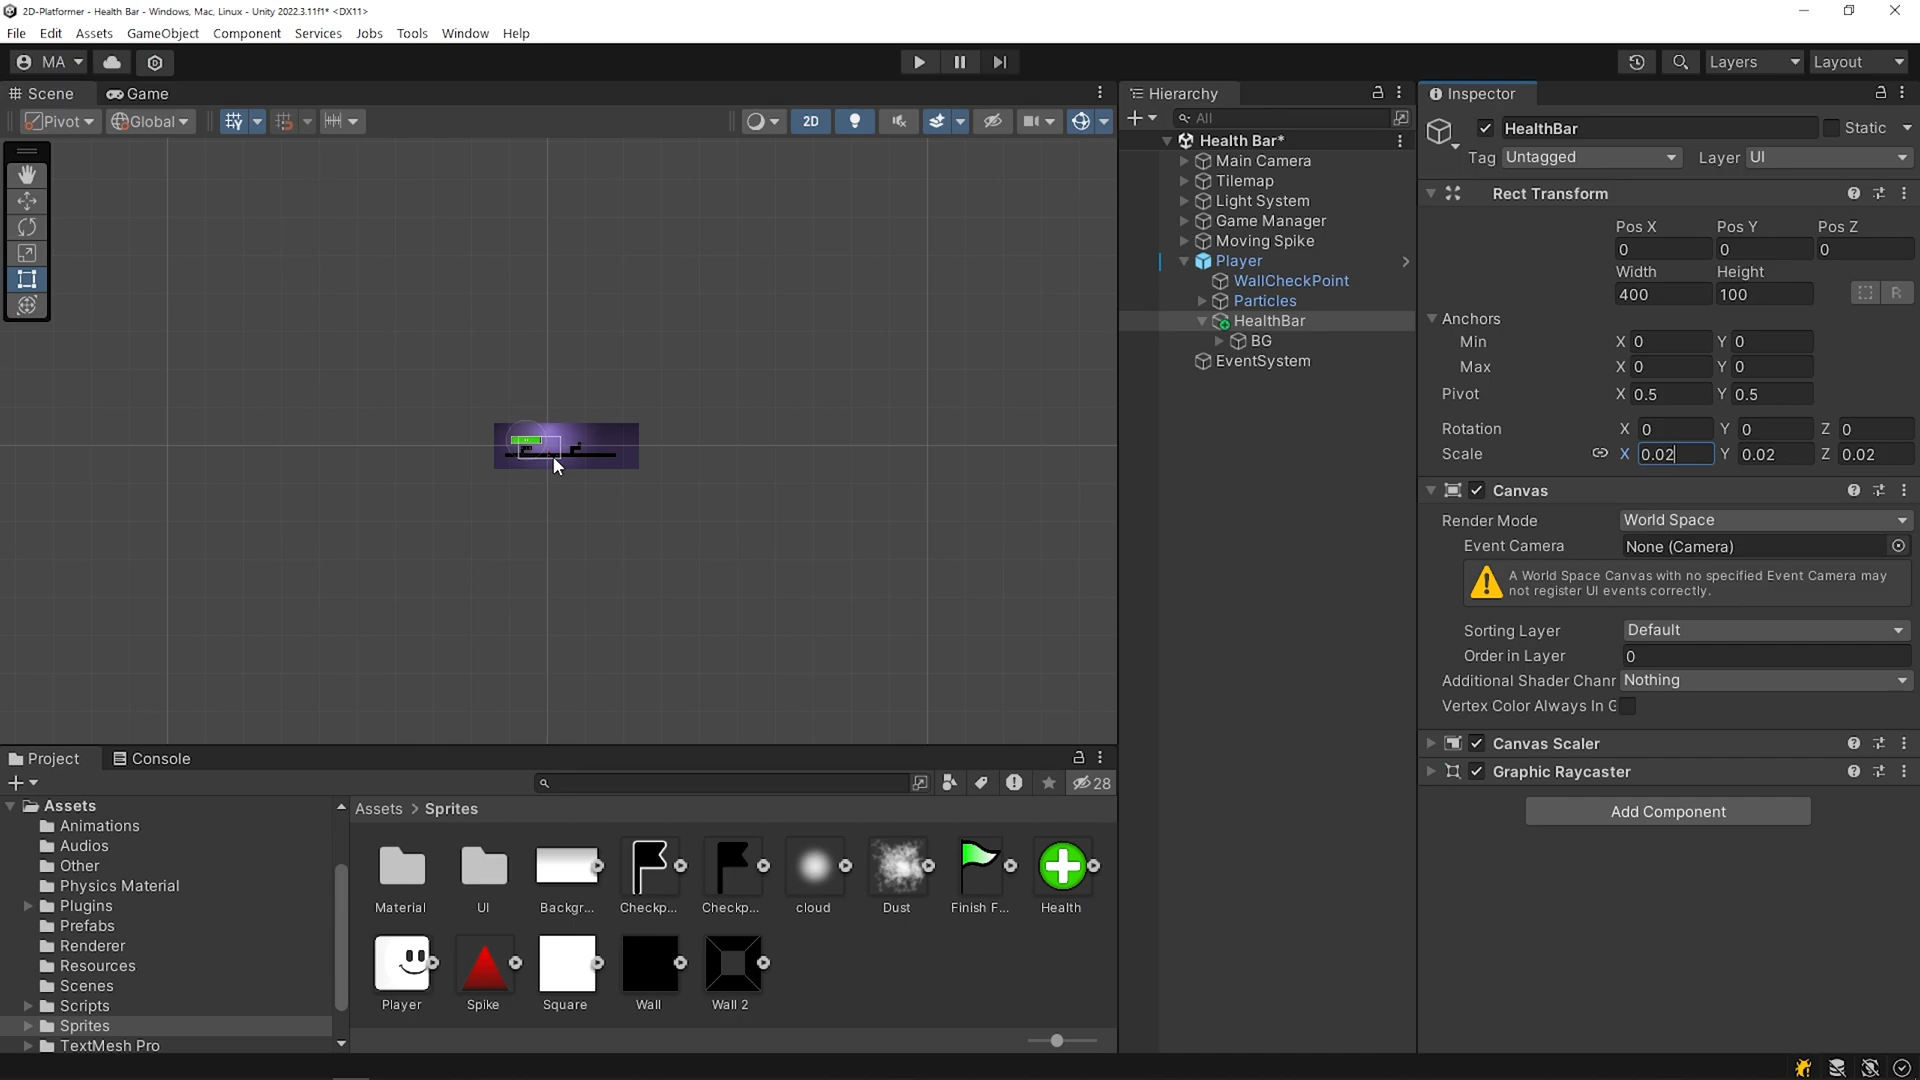 2D-Platformer - Health Bar - Windows, Mac, Linux - Unity 2022.3.11f1* <DX11>
File Edit Assets GameObject Component Services Jobs Tools Window Help
MA Layers Layout
Scene Game
Pivot Global 2D
Hierarchy
All
Health Bar*
Main Camera
Tilemap
Light System
Game Manager
Moving Spike
Player
WallCheckPoint
Particles
HealthBar
BG
EventSystem
Inspector
HealthBar Static
Tag Untagged Layer UI
Rect Transform
Pos X Pos Y Pos Z
0 0 0
Width Height
400 100 R
Anchors
Min X 0 Y 0
Max X 0 Y 0
Pivot X 0.5 Y 0.5
Rotation X 0 Y 0 Z 0
Scale X 0.02 Y 0.02 Z 0.02
Canvas
Render Mode World Space
Event Camera None (Camera)
A World Space Canvas with no specified Event Camera may
not register UI events correctly.
Sorting Layer Default
Order in Layer 0
Additional Shader Chanr Nothing
Vertex Color Always In G
Canvas Scaler
Graphic Raycaster
Add Component
Project Console
28
Assets
Animations
Audios
Other
Physics Material
Plugins
Prefabs
Renderer
Resources
Scenes
Scripts
Sprites
TextMesh Pro
Assets > Sprites
Material UI Backgr... Checkp... Checkp... cloud Dust Finish F... Health
Player Spike Square Wall Wall 2